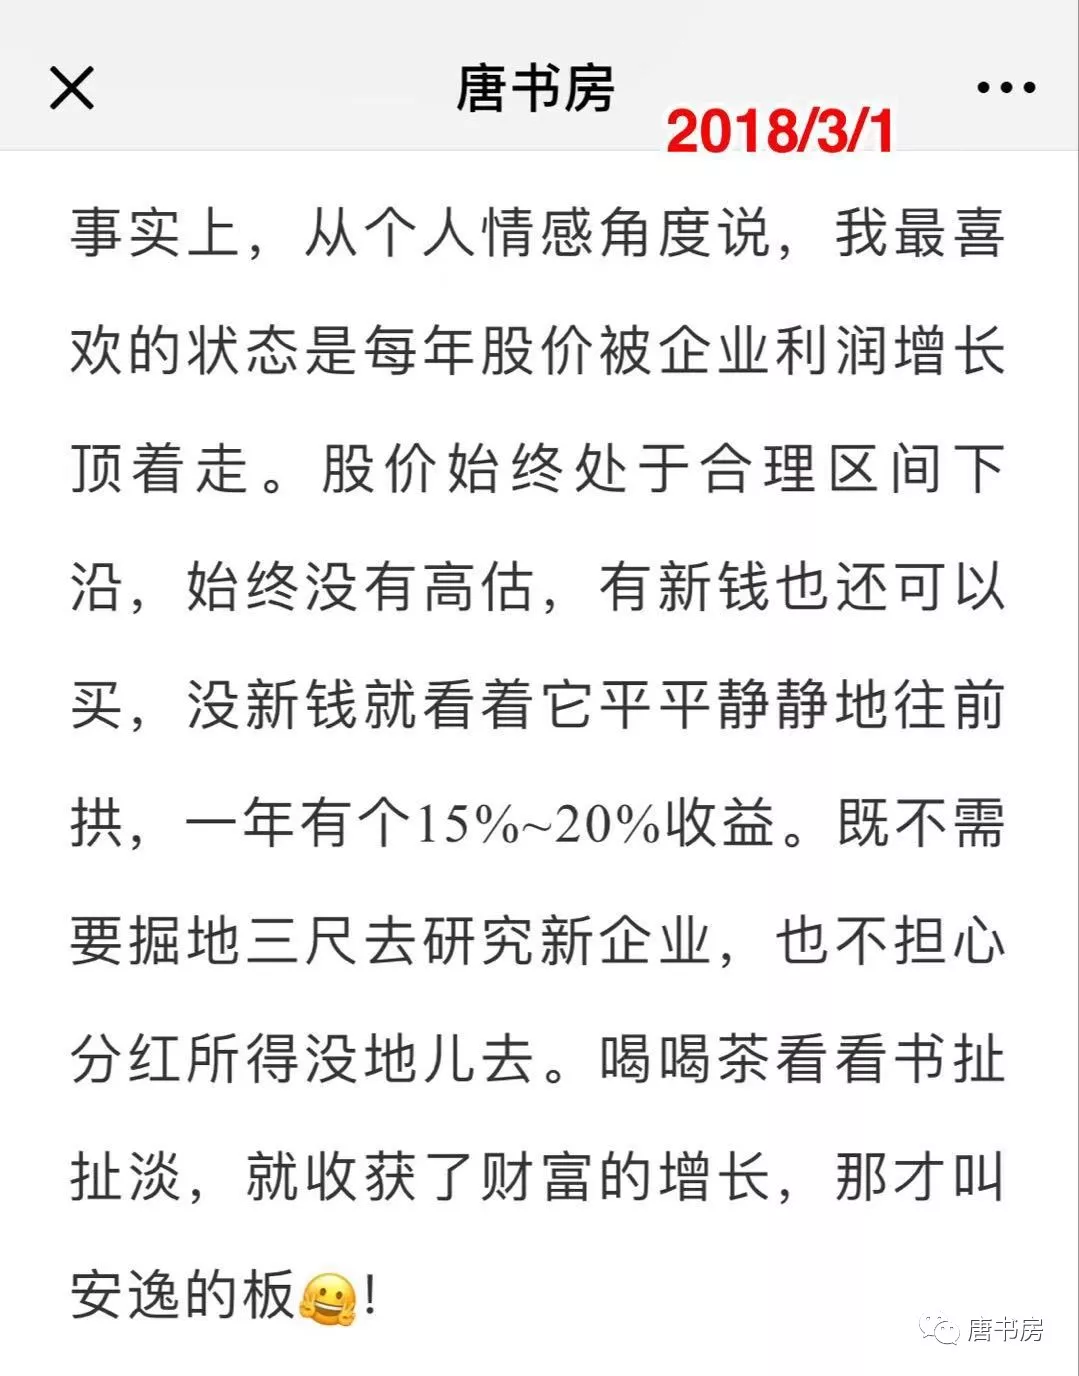 唐书房
2018/3/1
事实上，从个人情感角度说，我最喜
欢的状态是每年股价被企业利润增长
顶着走。股价始终处于合理区间下
沿，始终没有高估，有新钱也还可以
买，没新钱就看着它平平静静地往前
拱，一年有个15%~20%收益。既不需
要掘地三尺去研究新企业，也不担心
分红所得没地儿去。喝喝茶看看书扯
扯淡，就收获了财富的增长，那才叫
安逸的板🤗！
唐书房